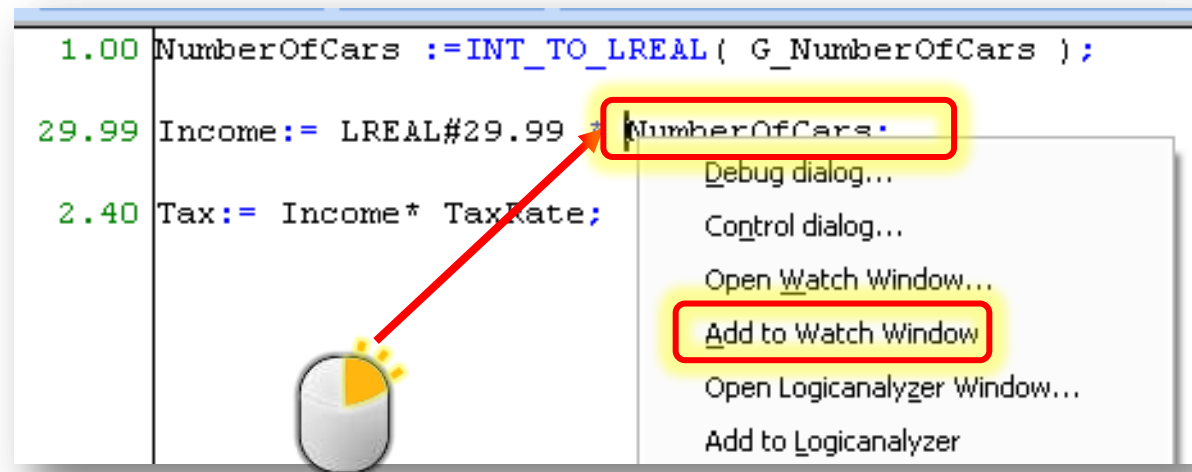 1.00 NumberOfCars :=INT_TO_LREAL( G_NumberOfCars );
29.99 Income:= LREAL#29.99 * NumberOfCars;
2.40 Tax:= Income* TaxRate;
Debug dialog...
Control dialog...
Open Watch Window...
Add to Watch Window
Open Logicanalyzer Window...
Add to Logicanalyzer